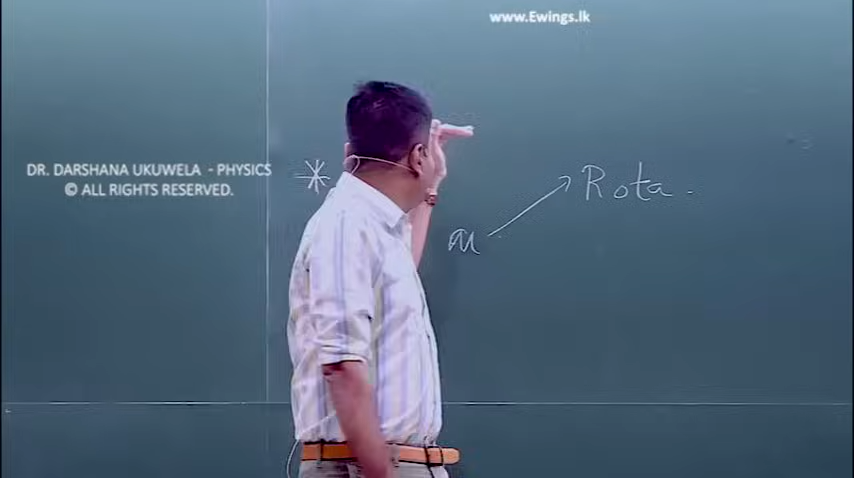 www.Ewings.lk
DR. DARSHANA UKUWELA - PHYSICS
© ALL RIGHTS RESERVED.
Rota.